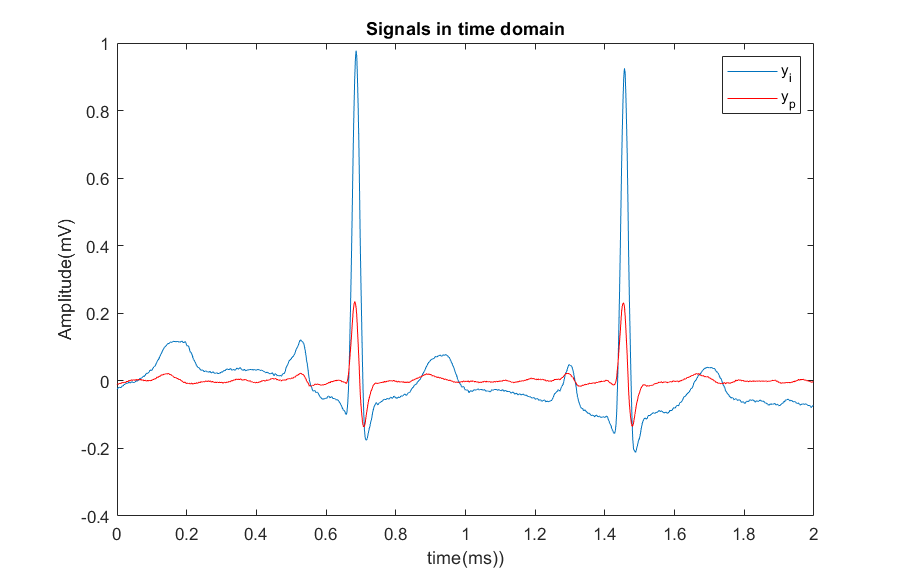 Signals in time domain
y_i
y_p
Amplitude(mV)
1
0.8
0.6
0.4
0.2
0
-0.2
-0.4
0 0.2 0.4 0.6 0.8 1 1.2 1.4 1.6 1.8 2
time(ms))